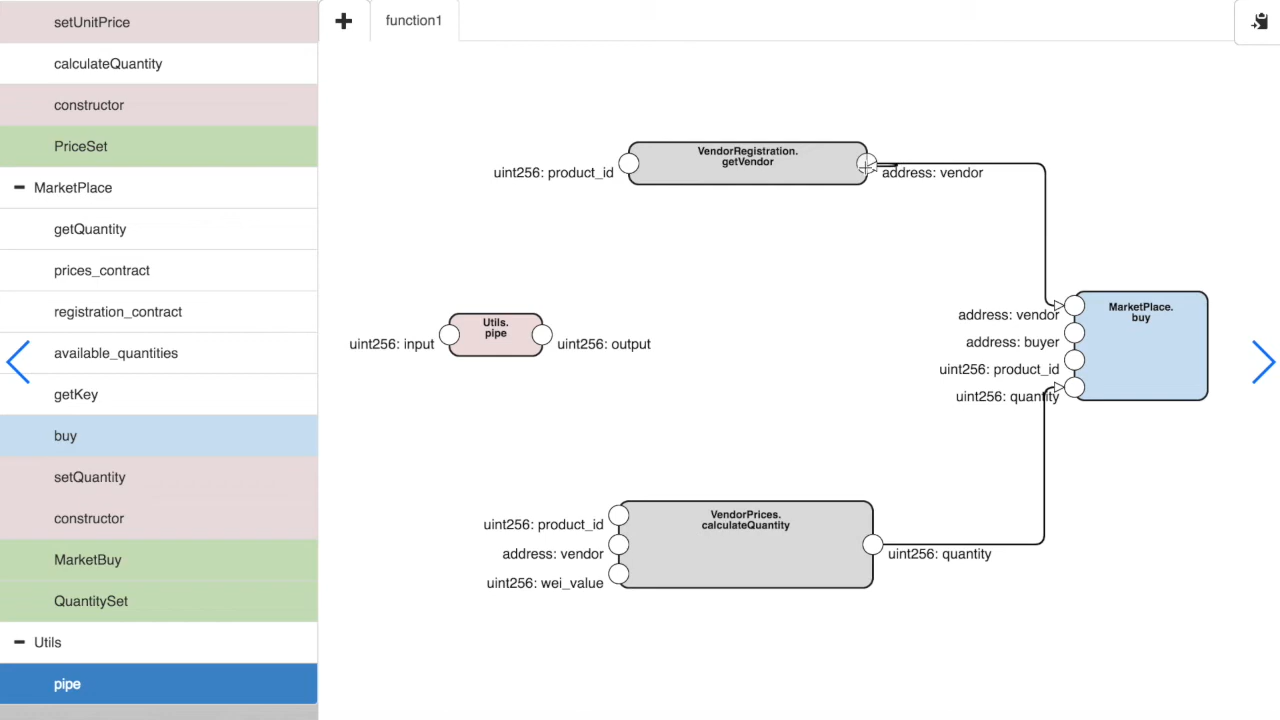 setUnitPrice
calculateQuantity
constructor
PriceSet
MarketPlace
getQuantity
prices_contract
registration_contract
available_quantities
getKey
buy
setQuantity
constructor
MarketBuy
QuantitySet
Utils
pipe
function1
VendorRegistration.
getVendor
uint256: product_id
address: vendor
Utils.
pipe
uint256: input
uint256: output
MarketPlace.
buy
address: vendor
address: buyer
uint256: product_id
uint256: quantity
VendorPrices.
calculateQuantity
uint256: product_id
address: vendor
uint256: wei_value
uint256: quantity